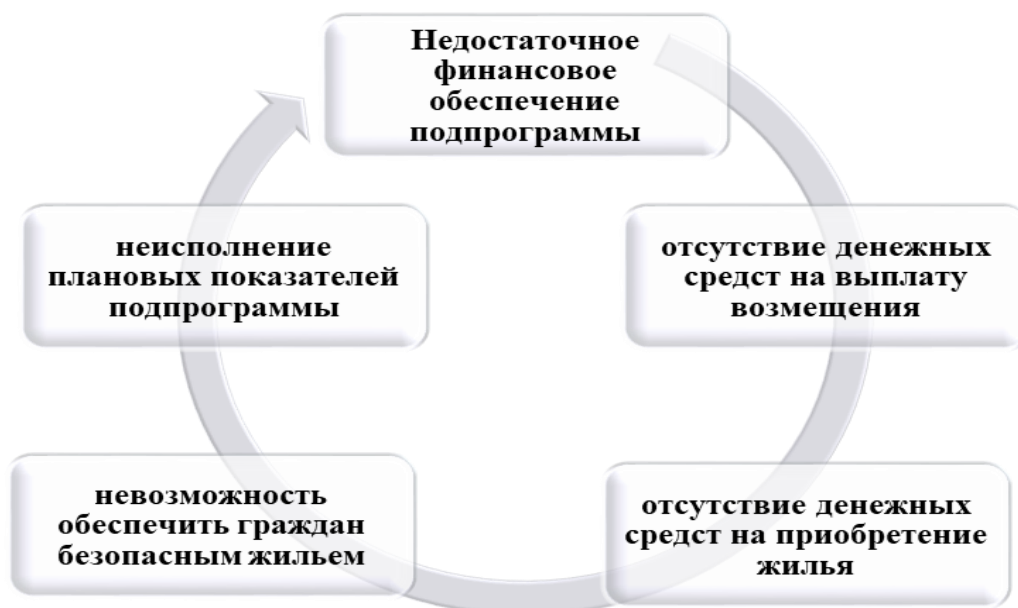 Недостаточное
финансовое
обеспечение
подпрограммы
отсутствие денежных
средст на выплату
возмещения
отсутствие денежных
средст на приобретение
жилья
невозможность
обеспечить граждан
безопасным жильем
неисполнение
плановых показателей
подпрограммы